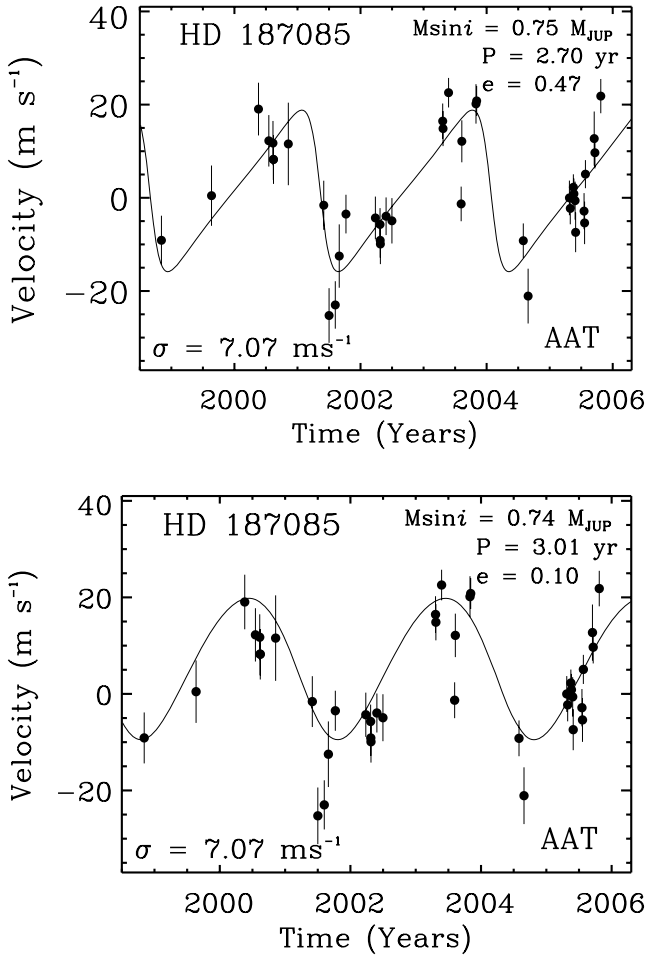 HD 187085
Msini = 0.75 MJUP
P = 2.70 yr
e = 0.47
40
20
0
−20
Velocity (m s⁻¹)
σ = 7.07 ms⁻¹
AAT
2000 2002 2004 2006
Time (Years)
HD 187085
Msini = 0.74 MJUP
P = 3.01 yr
e = 0.10
40
20
0
−20
Velocity (m s⁻¹)
σ = 7.07 ms⁻¹
AAT
2000 2002 2004 2006
Time (Years)